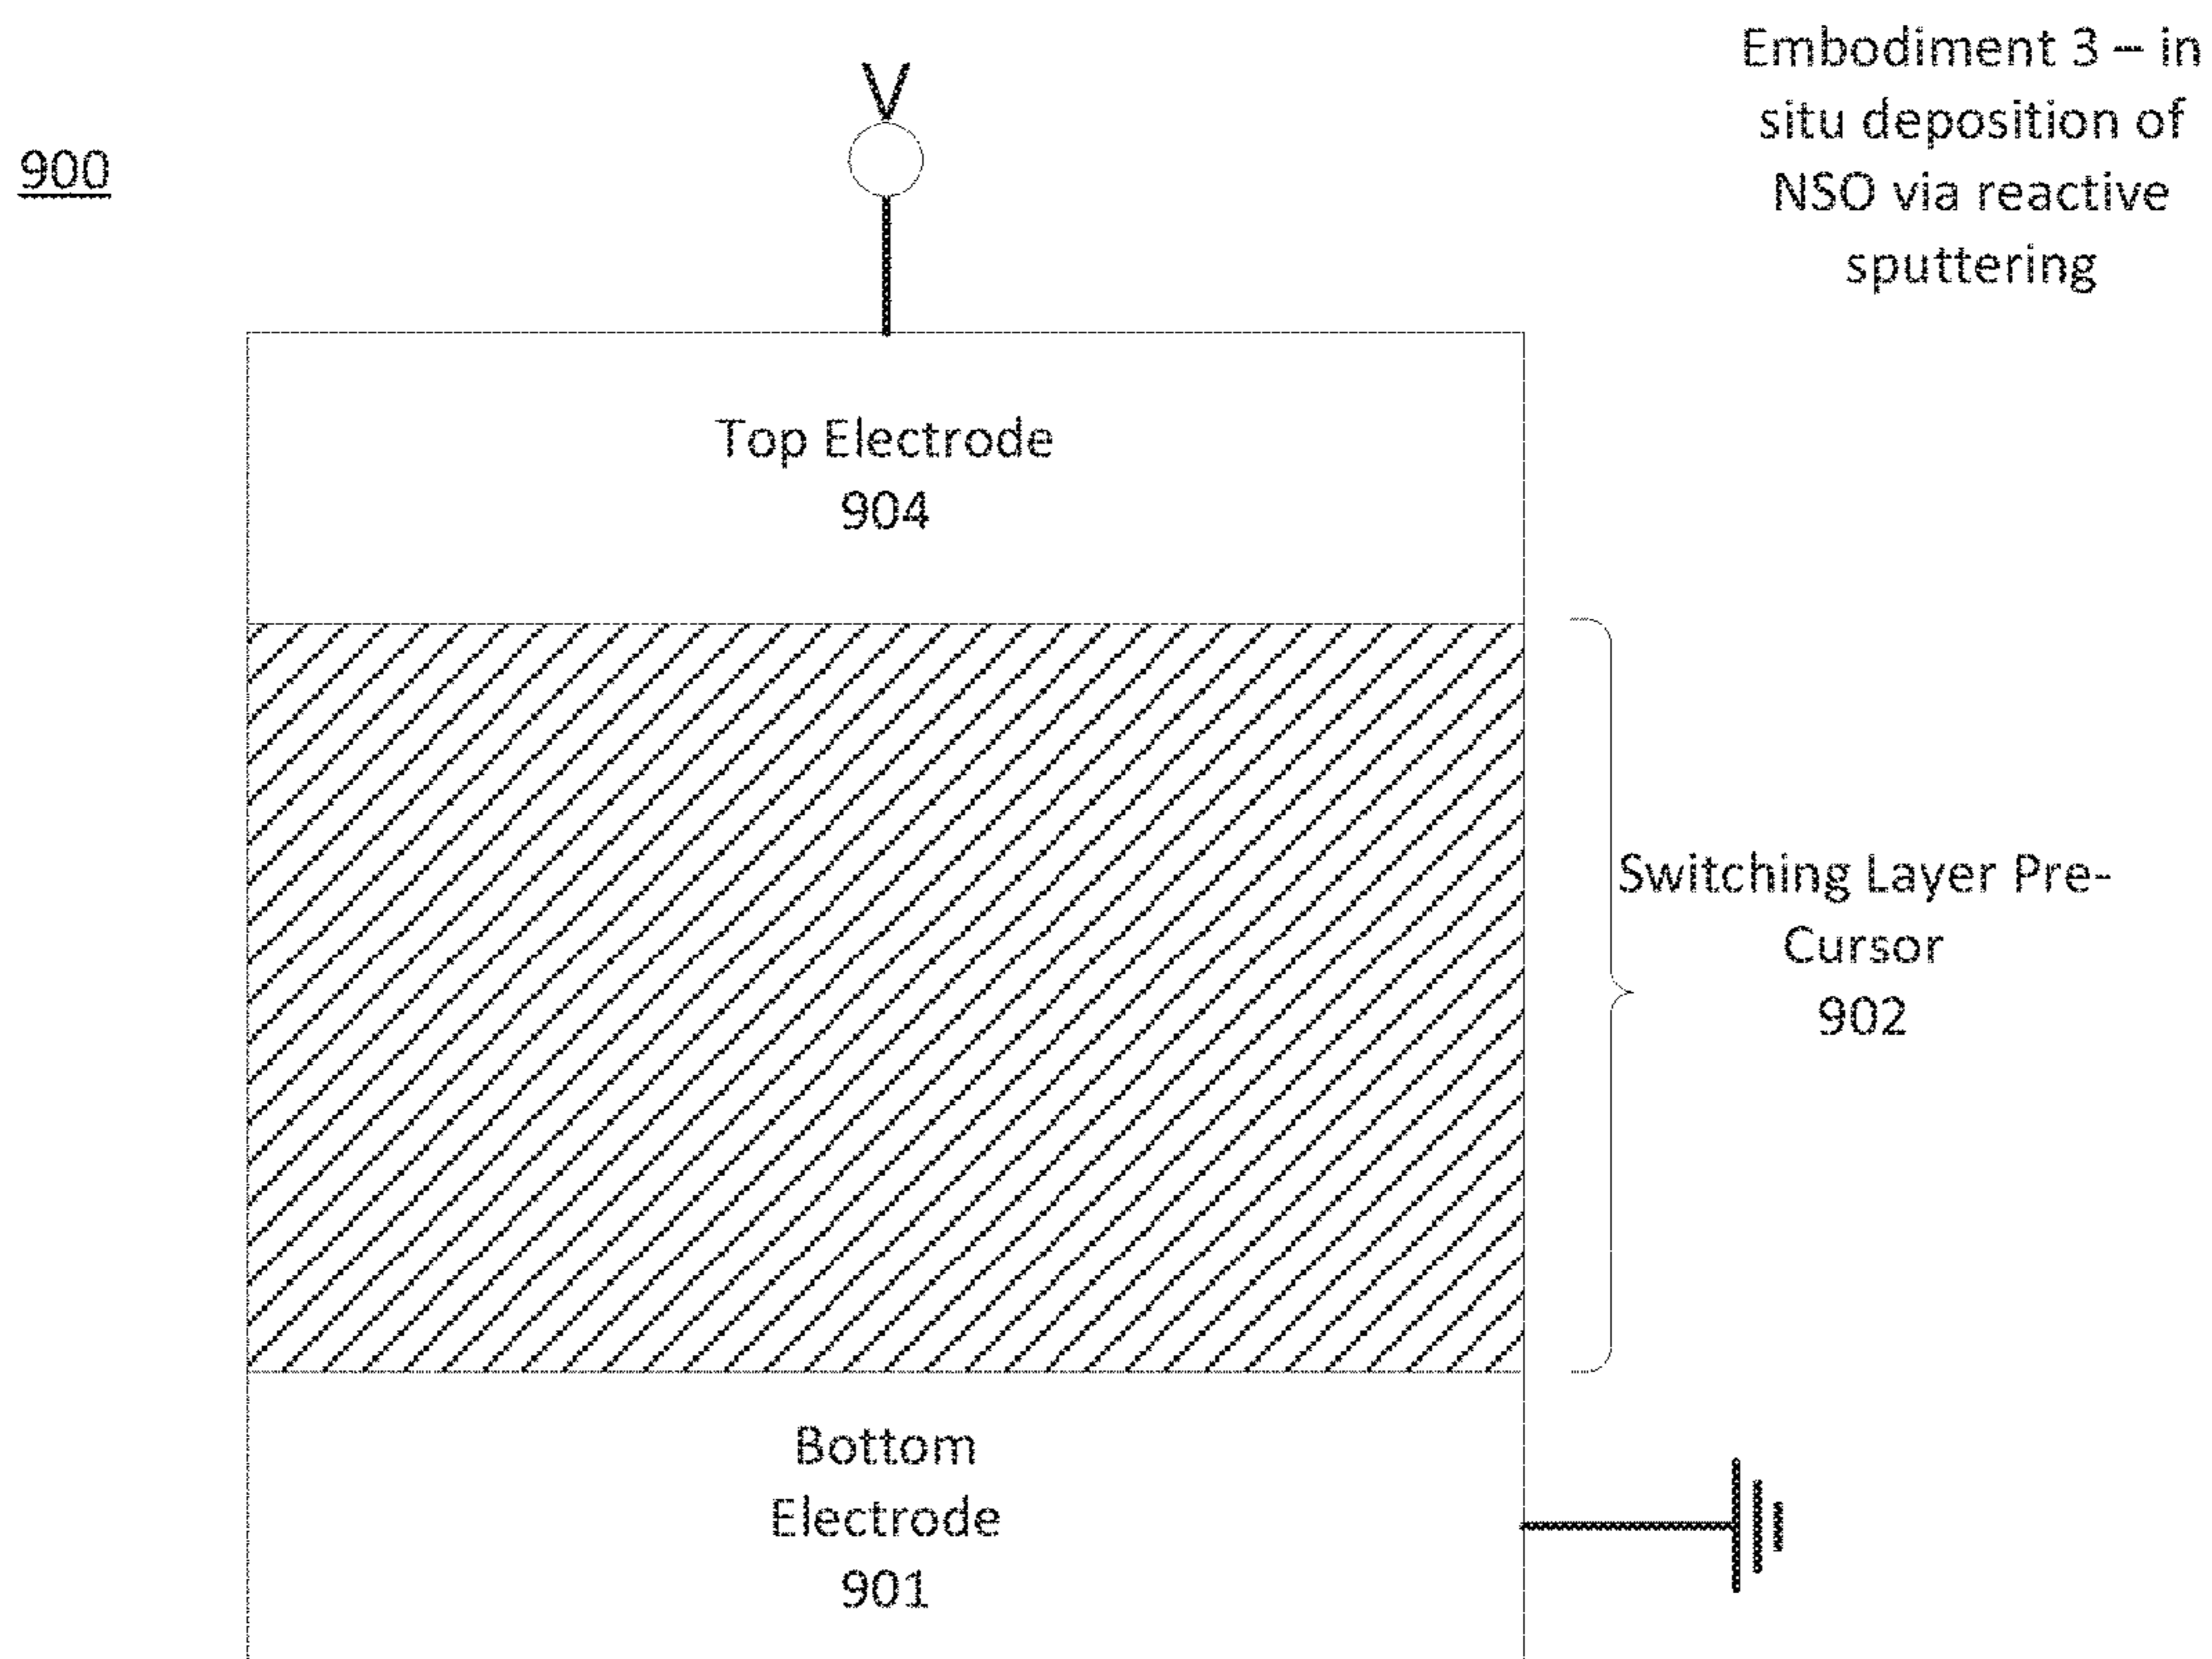 Embodiment 3 – in
situ deposition of
NSO via reactive
sputtering
900
V
Top Electrode
904
Switching Layer Pre-
Cursor
902
Bottom
Electrode
901